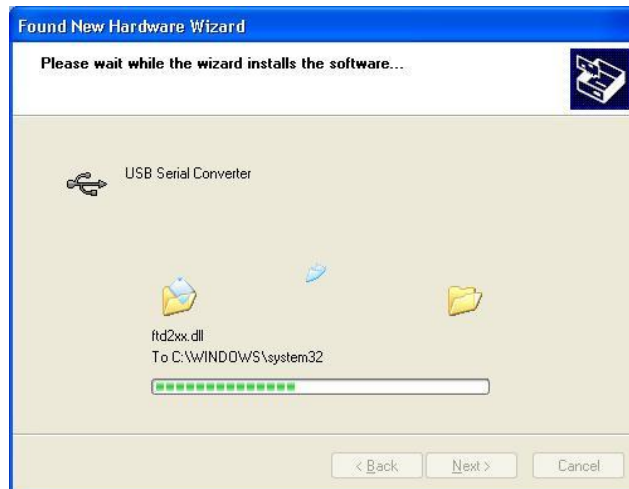 Found New Hardware Wizard
Please wait while the wizard installs the software...
USB Serial Converter
ftd2xx.dll
To C:\WINDOWS\system32
< Back
Next >
Cancel